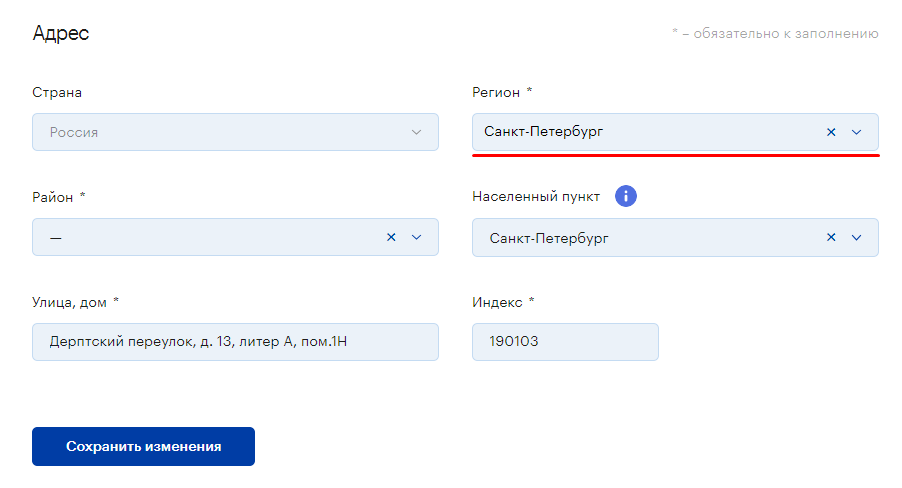 Адрес
* – обязательно к заполнению
Страна
Регион *
Россия
Санкт-Петербург
Район *
Населенный пункт
—
Санкт-Петербург
Улица, дом *
Индекс *
Дерптский переулок, д. 13, литер А, пом.1Н
190103
Сохранить изменения